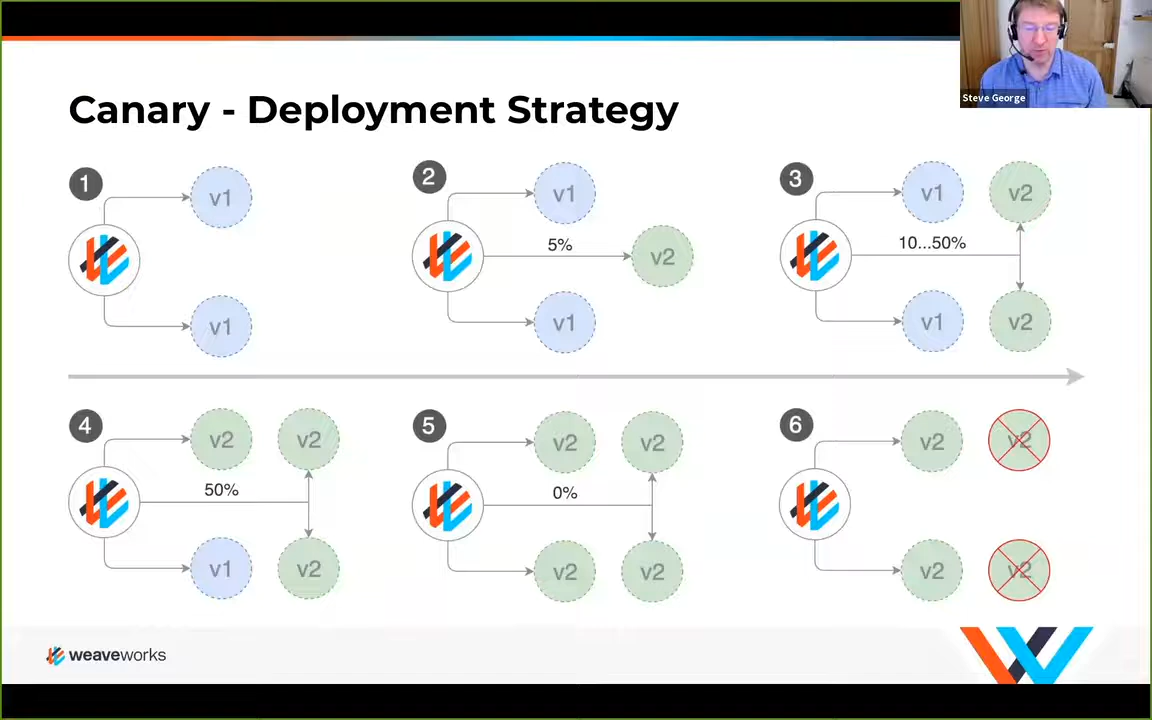 Steve George
Canary - Deployment Strategy
1
v1
v1
2
v1
5%
v2
v1
3
v1
v2
10...50%
v1
v2
4
v2
v2
50%
v1
v2
5
v2
v2
0%
v2
v2
6
v2
v2
v2
v2
weaveworks